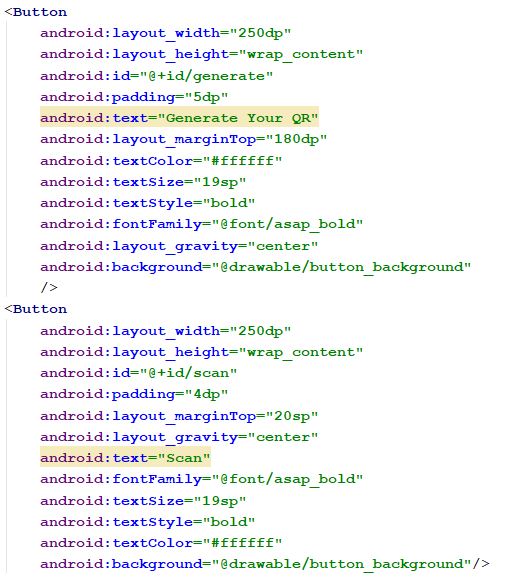 <Button
android:layout_width="250dp"
android:layout_height="wrap_content"
android:id="@+id/generate"
android:padding="5dp"
android:text="Generate Your QR"
android:layout_marginTop="180dp"
android:textColor="#ffffff"
android:textSize="19sp"
android:textStyle="bold"
android:fontFamily="@font/asap_bold"
android:layout_gravity="center"
android:background="@drawable/button_background"
/>
<Button
android:layout_width="250dp"
android:layout_height="wrap_content"
android:id="@+id/scan"
android:padding="4dp"
android:layout_marginTop="20sp"
android:layout_gravity="center"
android:text="Scan"
android:fontFamily="@font/asap_bold"
android:textSize="19sp"
android:textStyle="bold"
android:textColor="#ffffff"
android:background="@drawable/button_background"/>